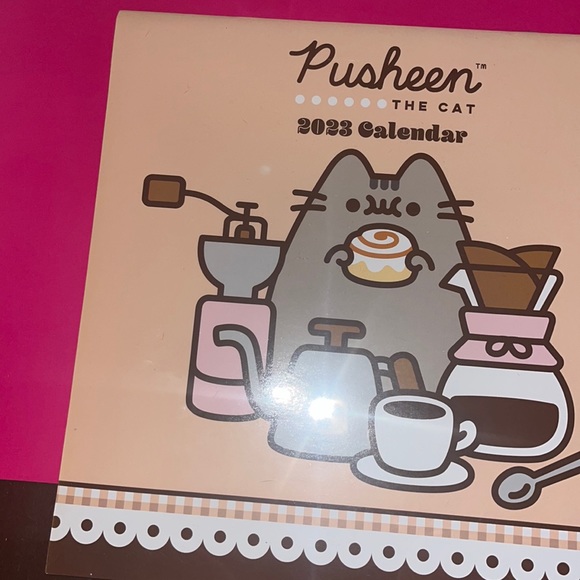 Pusheen™
THE CAT
2023 Calendar